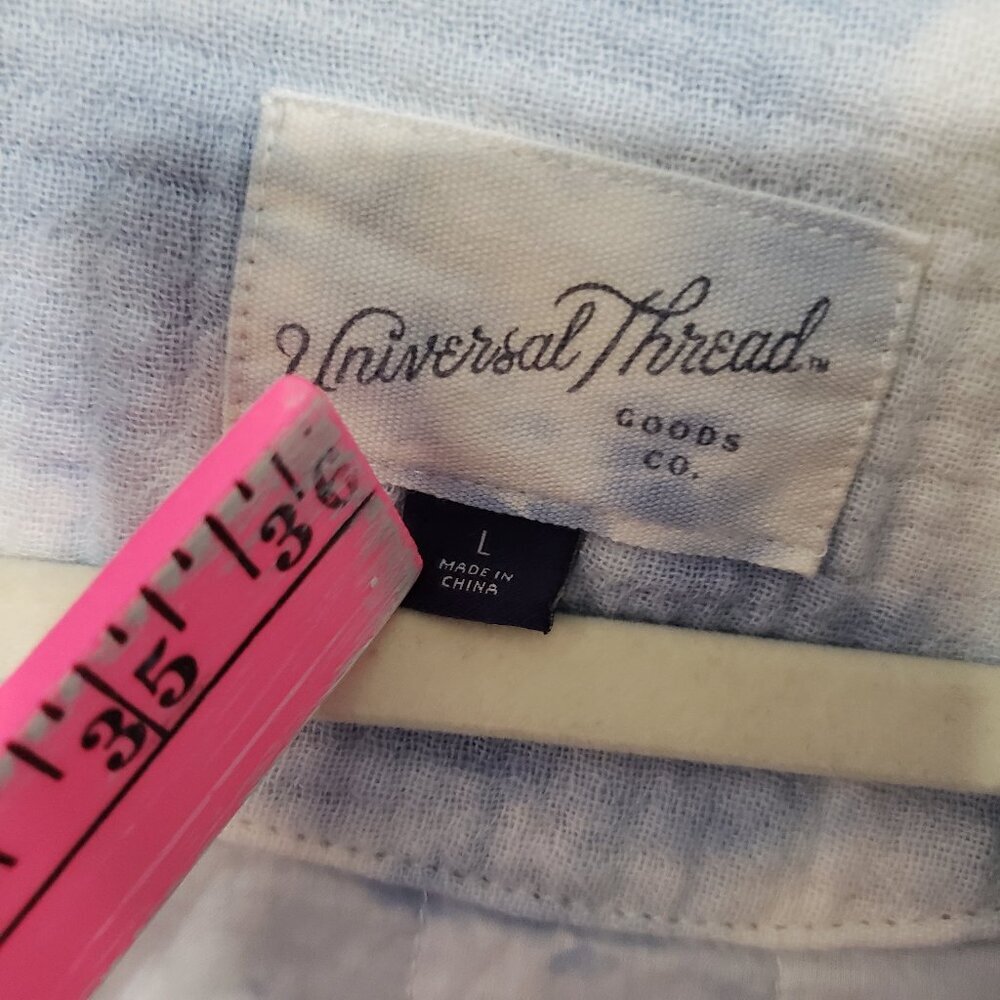 Universal Thread™
GOODS
CO.
L
MADE IN
CHINA
35
36